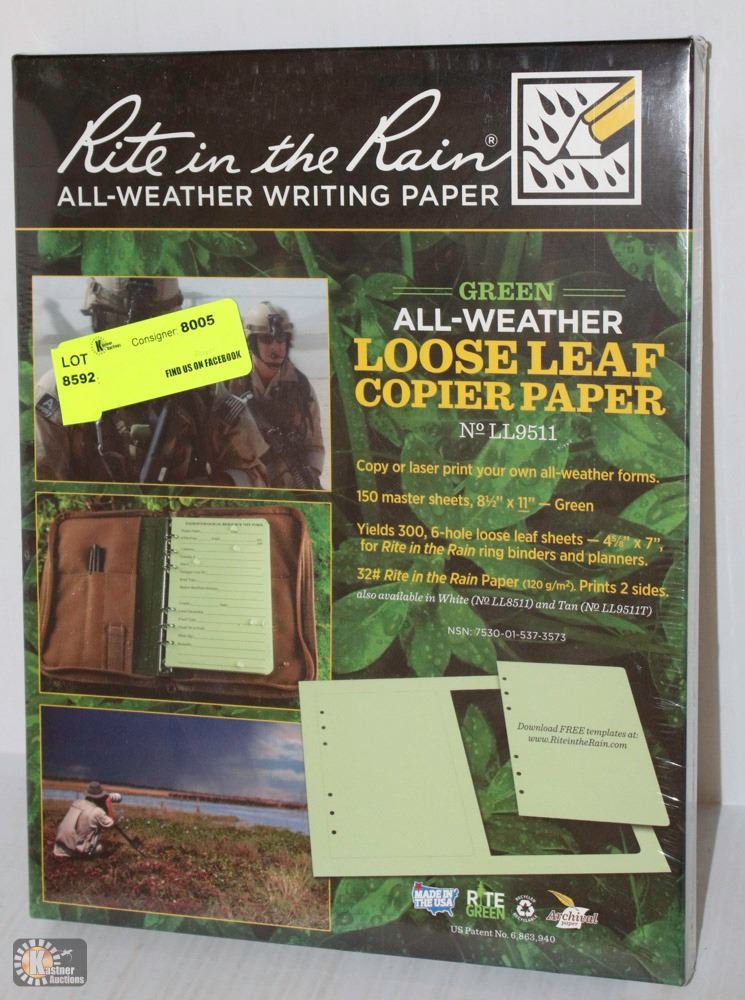 Rite in the Rain®
ALL-WEATHER WRITING PAPER
GREEN
ALL-WEATHER
LOOSE LEAF
COPIER PAPER
Nº LL9511
Copy or laser print your own all-weather forms.
150 master sheets, 8½" x 11" — Green
Yields 300, 6-hole loose leaf sheets — 4⅝" x 7",
for Rite in the Rain ring binders and planners.
32# Rite in the Rain Paper (120 g/m²). Prints 2 sides.
also available in White (Nº LL8511) and Tan (Nº LL9511T)
NSN: 7530-01-537-3573
LOT
8592
Kastner
Auctions
Consigner: 8005
FIND US ON FACEBOOK
Download FREE templates at:
www.RiteintheRain.com
MADE IN
THE USA
RITE
GREEN
RECYCLED
RECYCLABLE
Archival
paper
US Patent No. 6,863,940
Kastner
Auctions